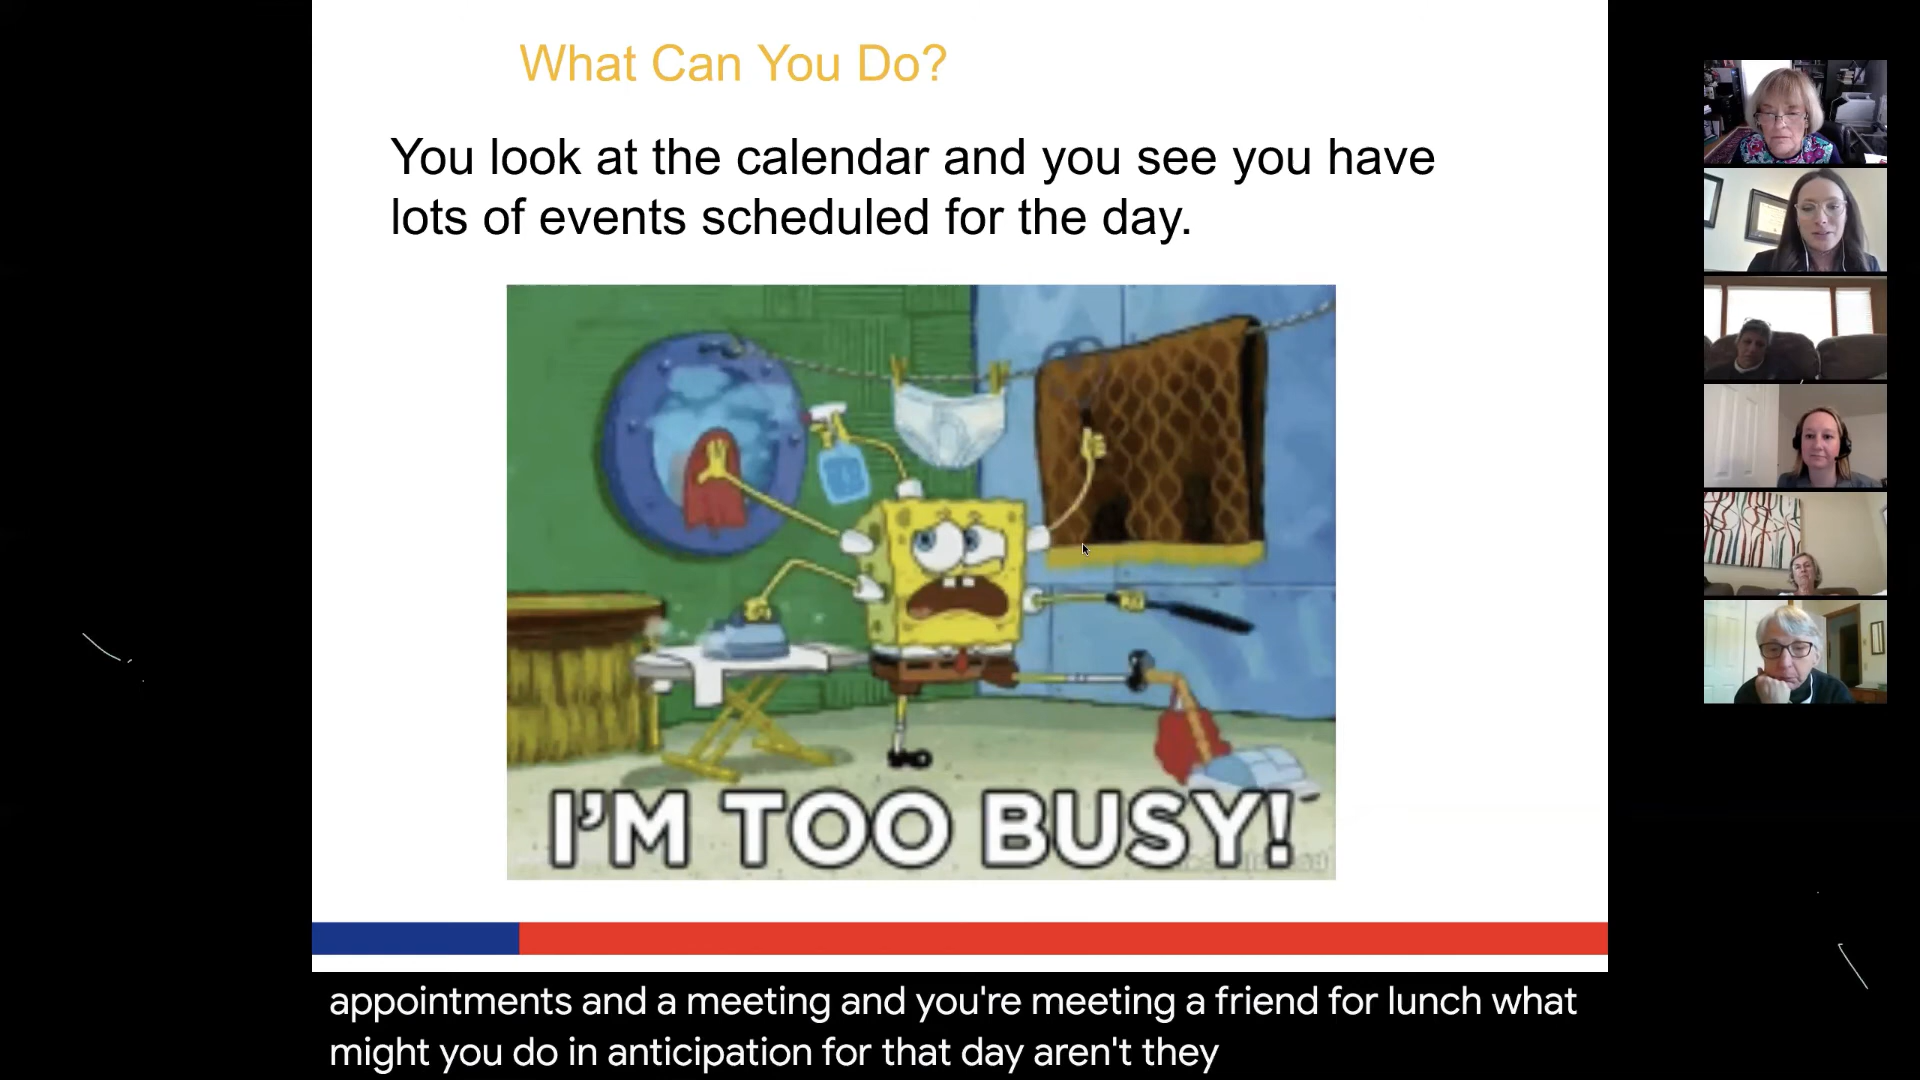 What Can You Do?
You look at the calendar and you see you have
lots of events scheduled for the day.
I'M TOO BUSY!
appointments and a meeting and you're meeting a friend for lunch what
might you do in anticipation for that day aren't they